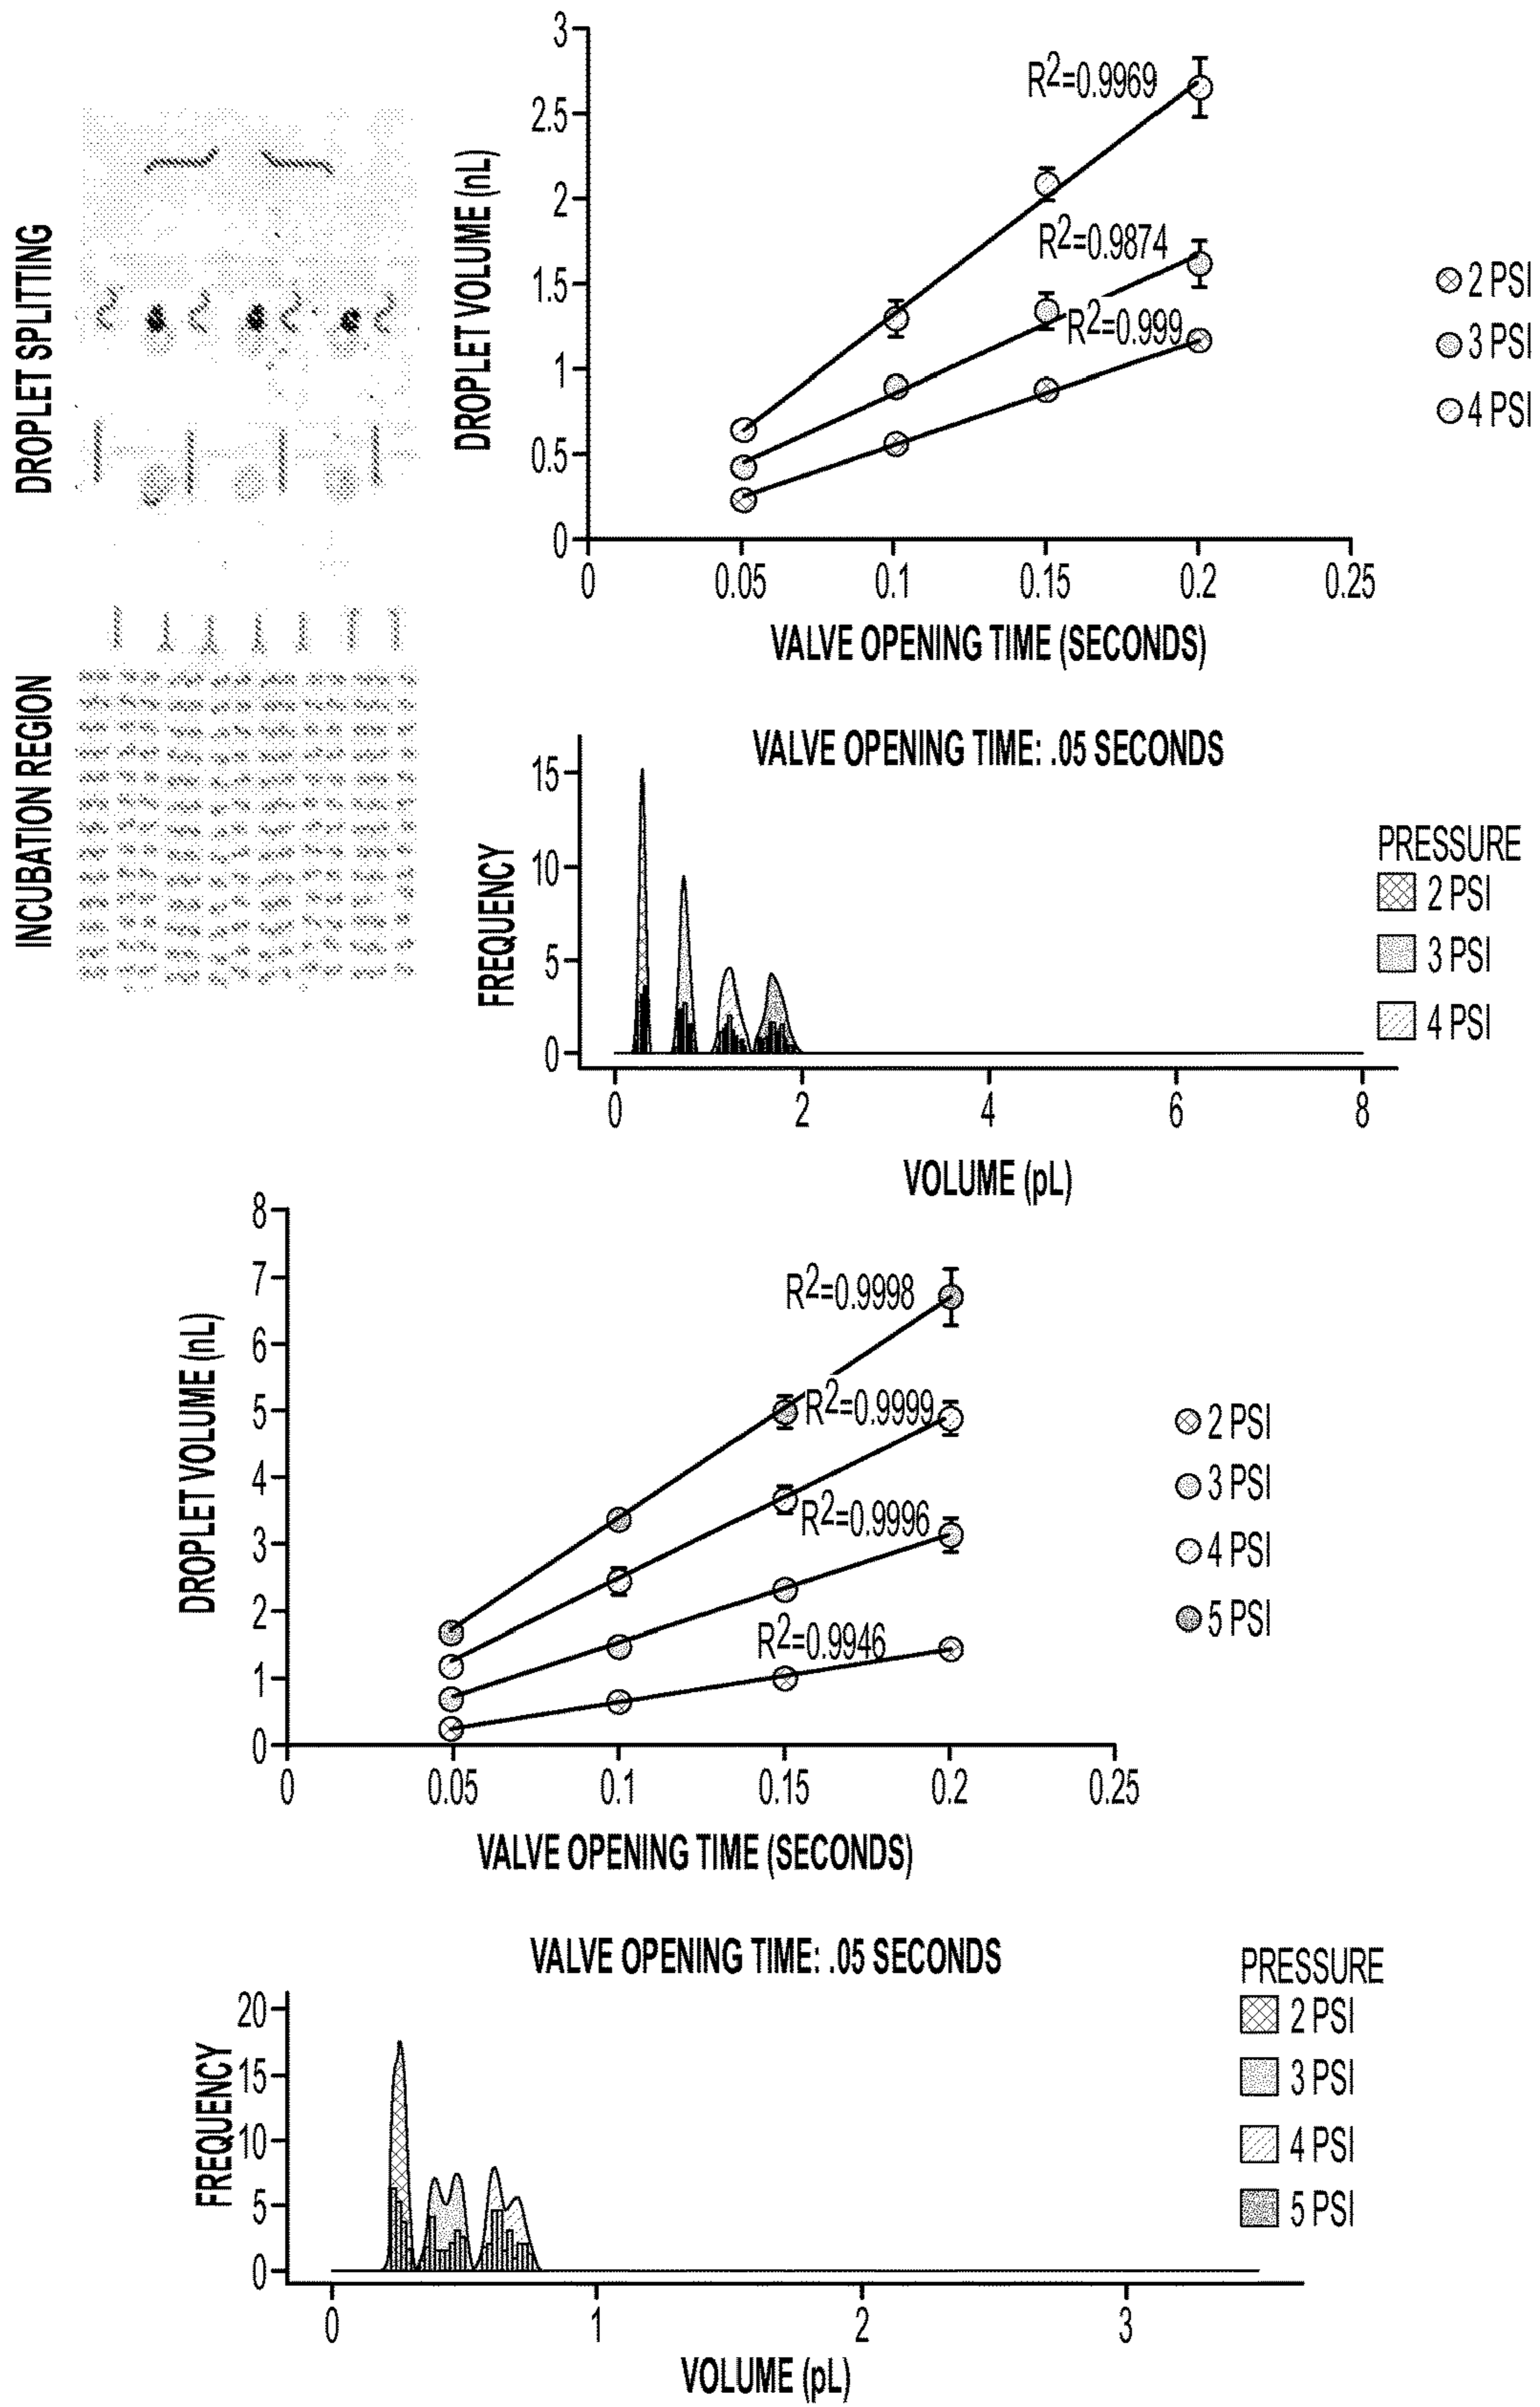 DROPLET SPLITTING
INCUBATION REGION
DROPLET VOLUME (nL)
3
2.5
2
1.5
1
0.5
0
R2=0.9969
R2=0.9874
R2=0.999
0 0.05 0.1 0.15 0.2 0.25
VALVE OPENING TIME (SECONDS)
2 PSI
3 PSI
4 PSI
VALVE OPENING TIME: .05 SECONDS
FREQUENCY
15
10
5
0
0 2 4 6 8
VOLUME (pL)
PRESSURE
2 PSI
3 PSI
4 PSI
DROPLET VOLUME (nL)
8
7
6
5
4
3
2
1
0
R2=0.9998
R2=0.9999
R2=0.9996
R2=0.9946
0 0.05 0.1 0.15 0.2 0.25
VALVE OPENING TIME (SECONDS)
2 PSI
3 PSI
4 PSI
5 PSI
VALVE OPENING TIME: .05 SECONDS
FREQUENCY
20
15
10
5
0
0 1 2 3
VOLUME (pL)
PRESSURE
2 PSI
3 PSI
4 PSI
5 PSI